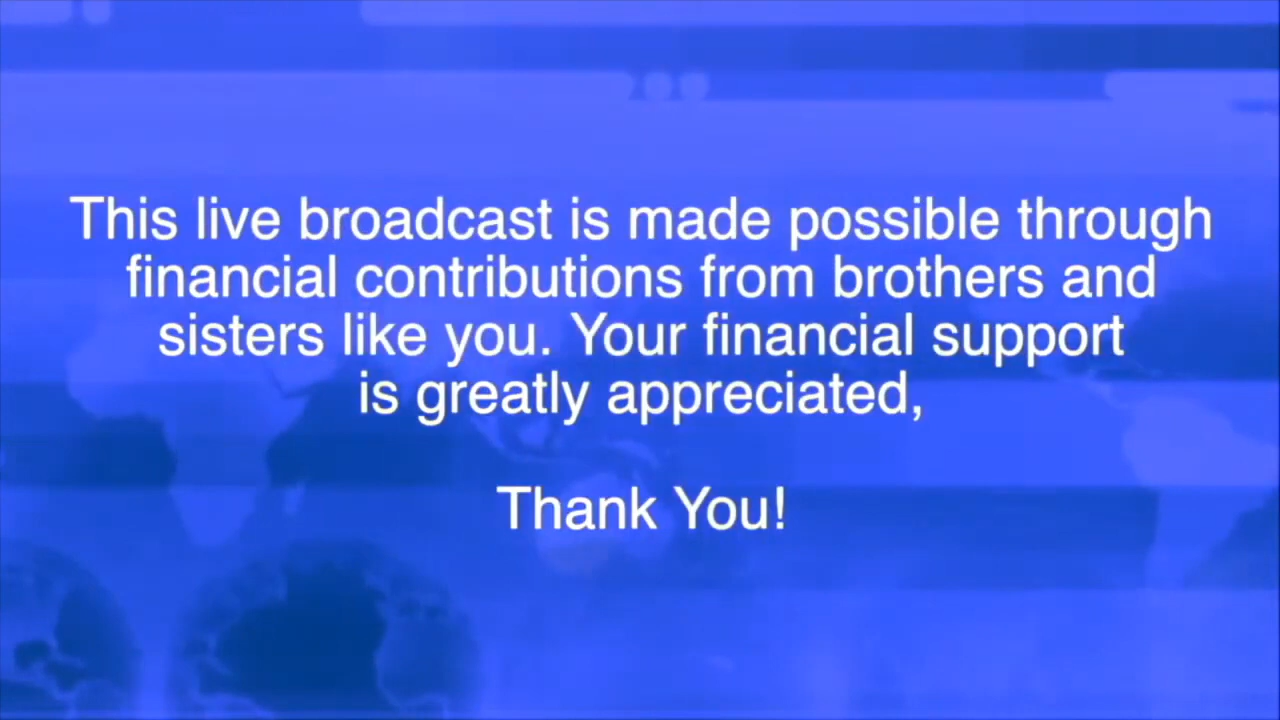 This live broadcast is made possible through
financial contributions from brothers and
sisters like you. Your financial support
is greatly appreciated,
Thank You!